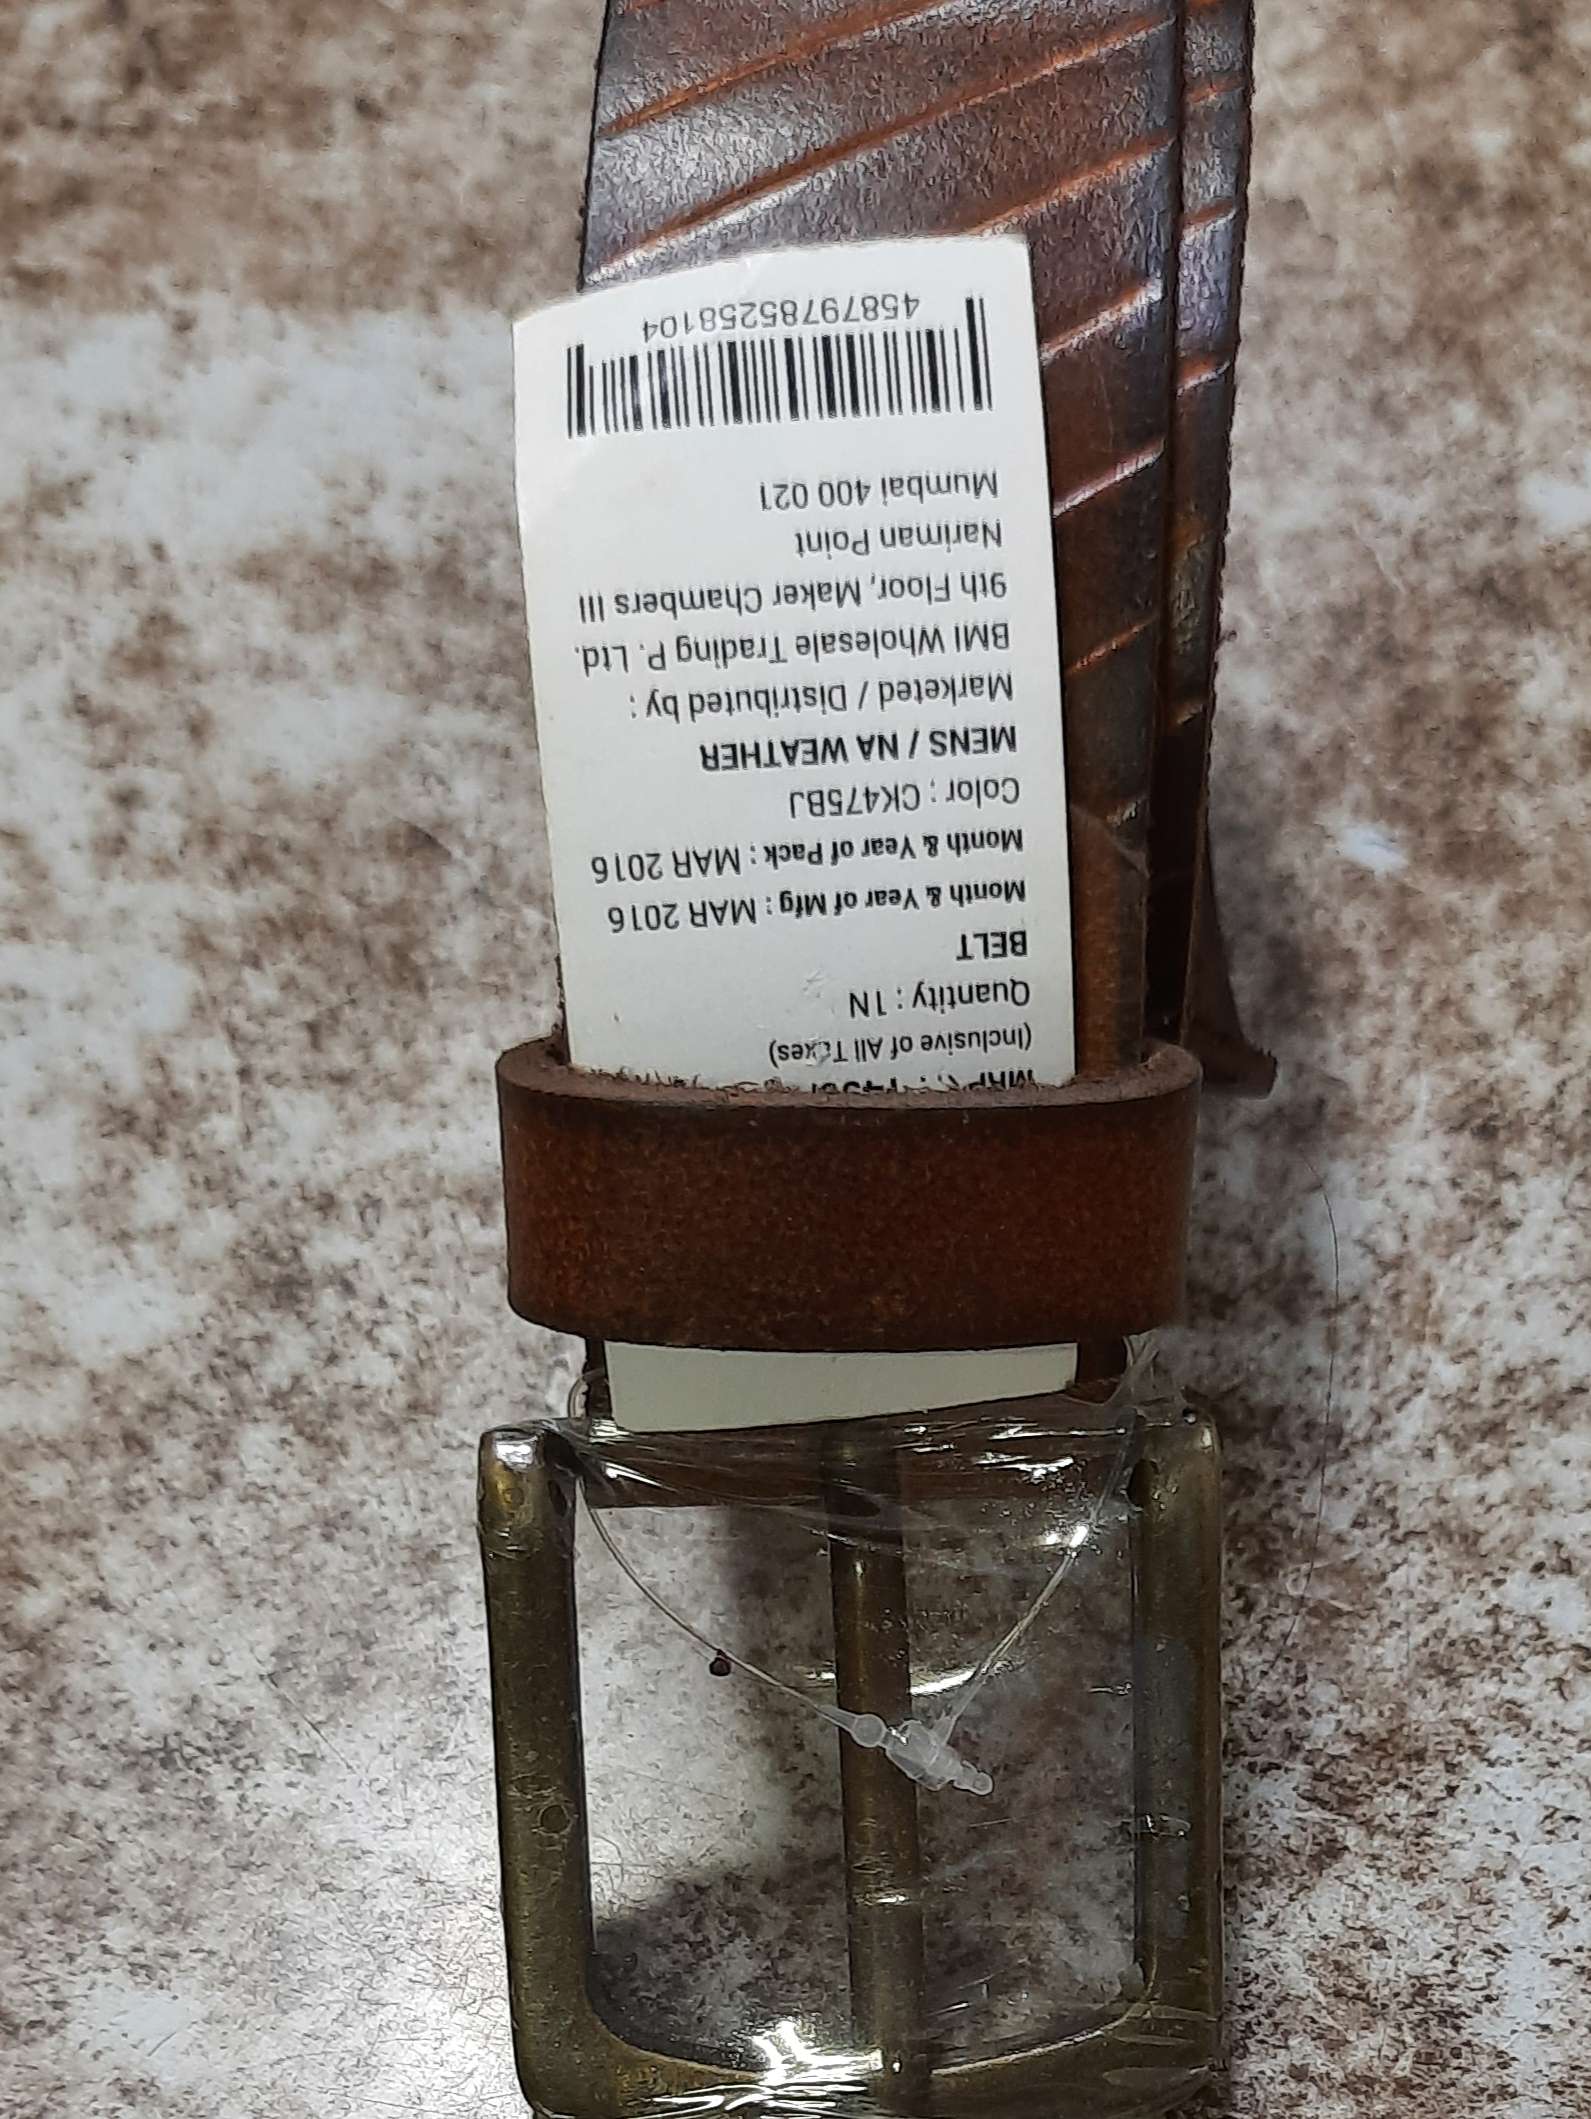 (Inclusive of All Taxes)
Quantity : 1N
BELT
Month & Year of Mfg : MAR 2016
Month & Year of Pack : MAR 2016
Color : CK475BJ
MENS / NA WEATHER
Marketed / Distributed by :
BMI Wholesale Trading P. Ltd.
9th Floor, Maker Chambers III
Nariman Point
Mumbai 400 021
4587985258104